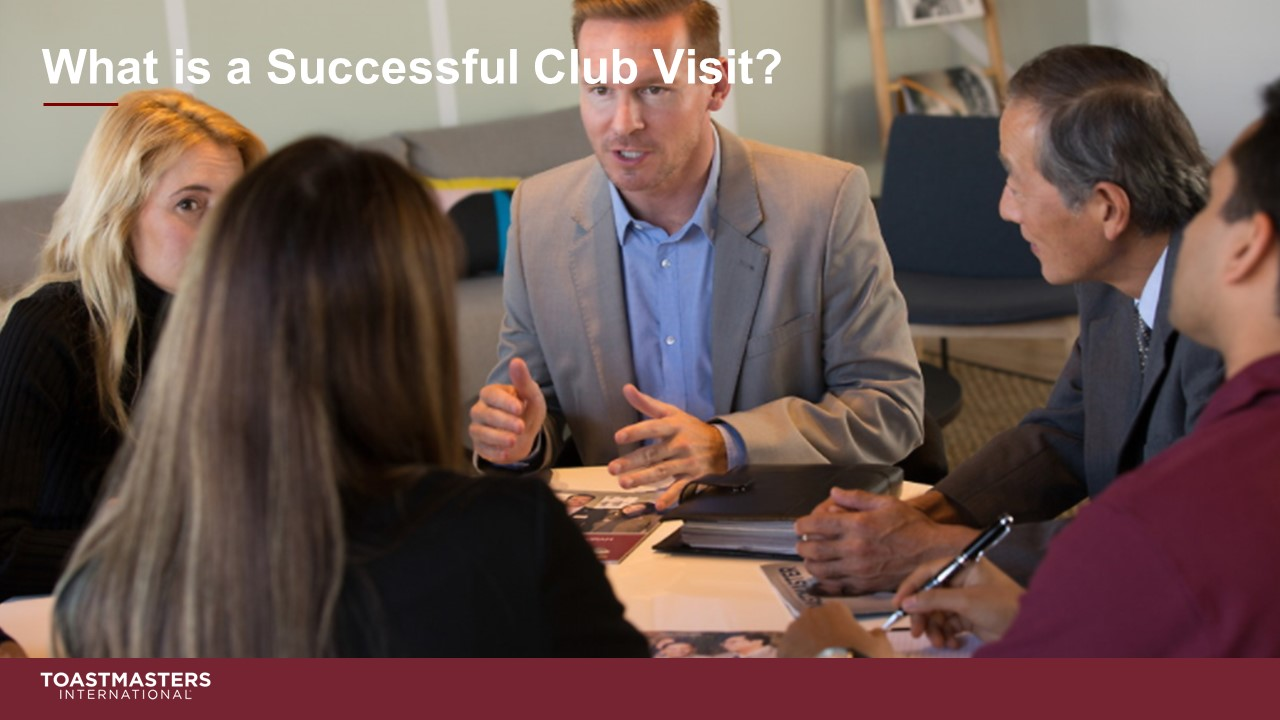 What is a Successful Club Visit?
TOASTMASTERS
INTERNATIONAL